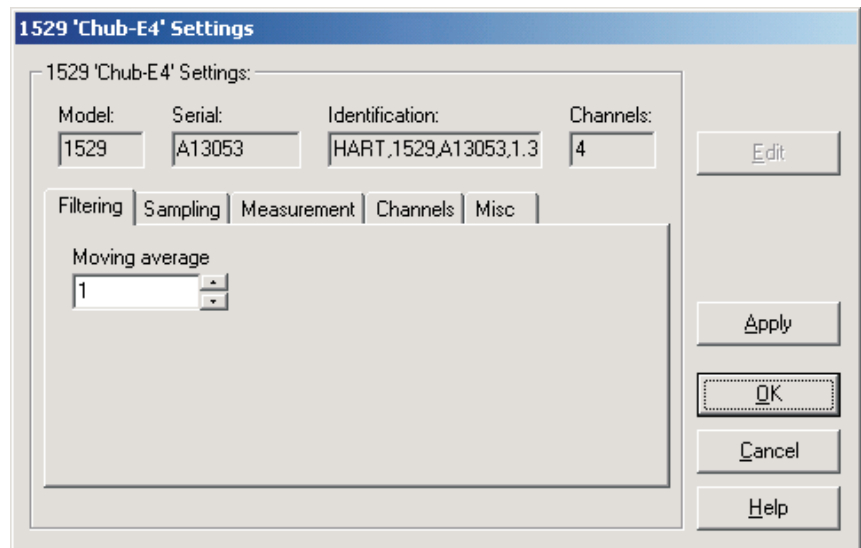 1529 'Chub-E4' Settings
1529 'Chub-E4' Settings:
Model: Serial: Identification: Channels:
1529 A13053 HART,1529,A13053,1.3 4
Edit
Filtering Sampling Measurement Channels Misc
Moving average
1
Apply
OK
Cancel
Help